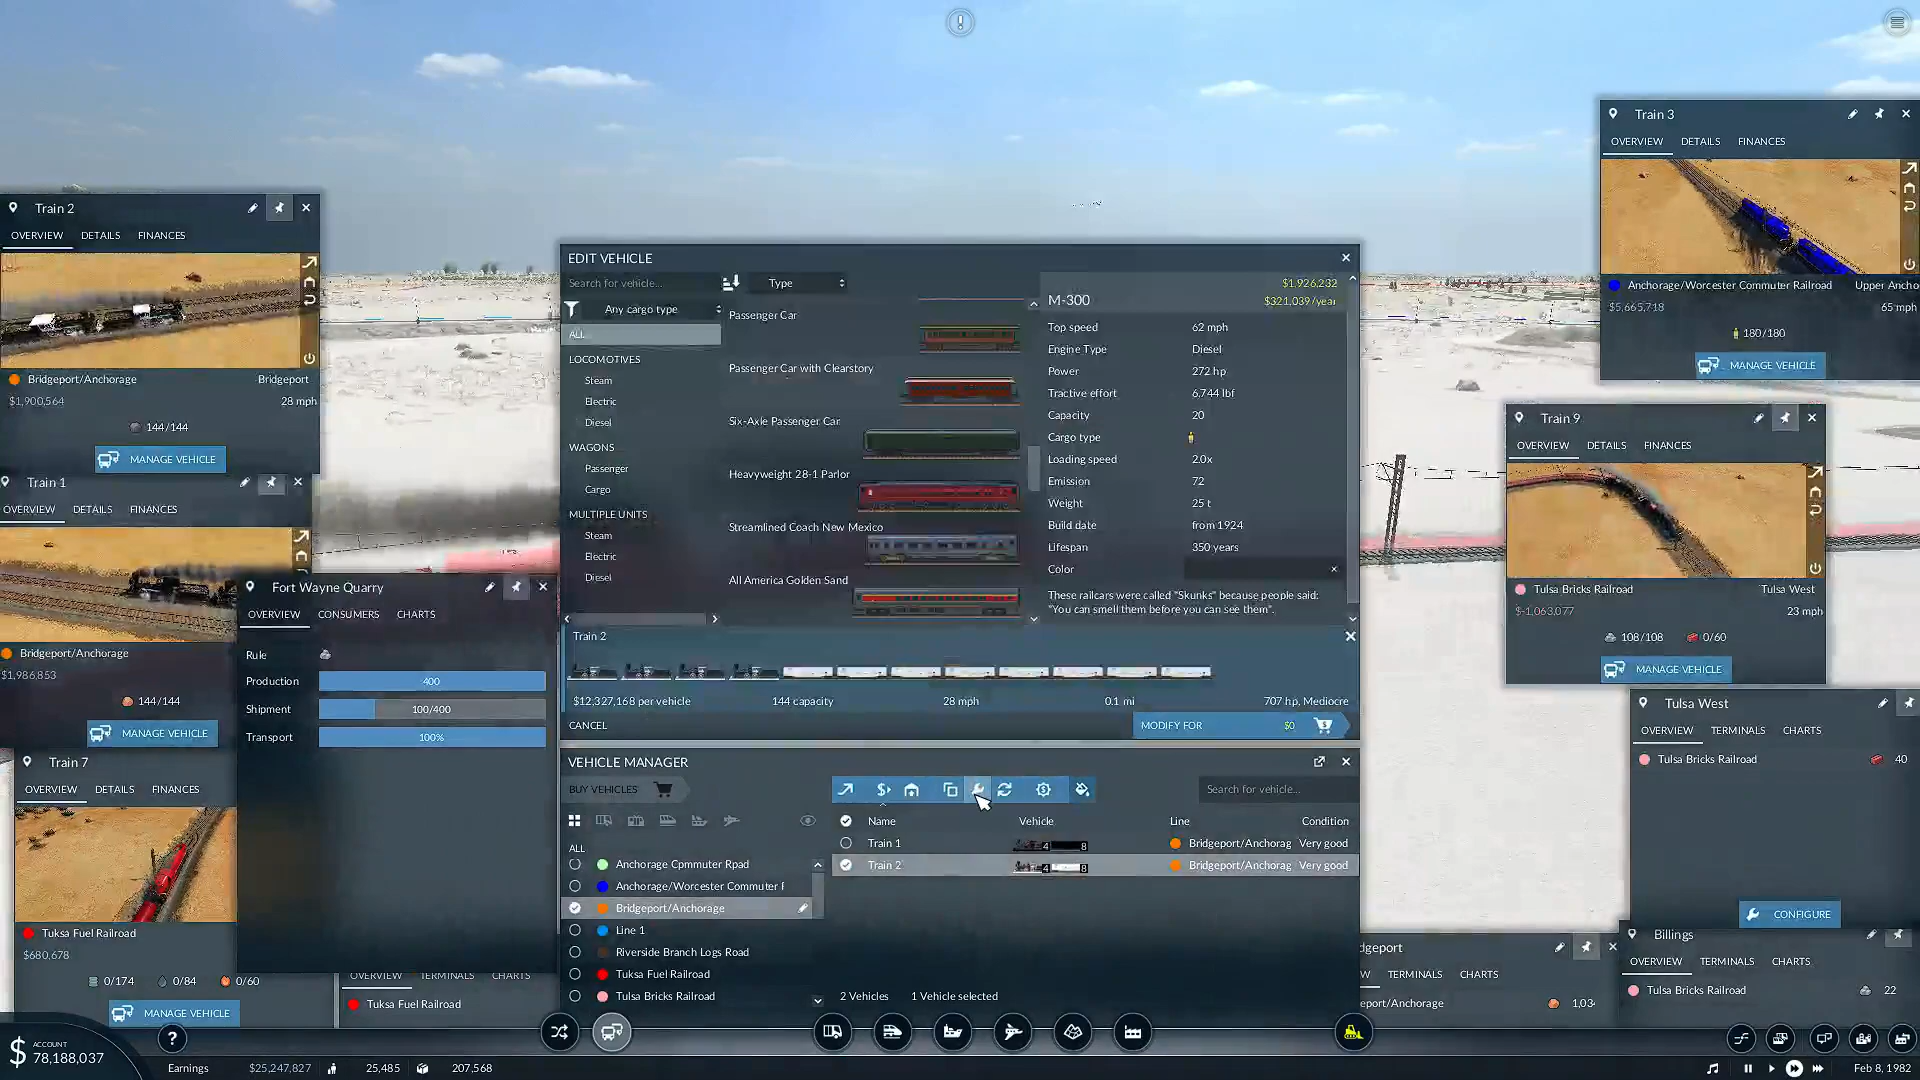 Train 3
OVERVIEW DETAILS FINANCES
Anchorage/Worcester Commuter Railroad Upper Ancho
$5,665,718 65 mph
180/180
MANAGE VEHICLE
Train 2
OVERVIEW DETAILS FINANCES
Bridgeport/Anchorage Bridgeport
$1,900,564 28 mph
144/144
MANAGE VEHICLE
Train 1
OVERVIEW DETAILS FINANCES
Bridgeport/Anchorage
$1,986,853
144/144
MANAGE VEHICLE
Fort Wayne Quarry
OVERVIEW CONSUMERS CHARTS
Rule
Production 400
Shipment 100/400
Transport 100%
Train 7
OVERVIEW DETAILS FINANCES
Tuksa Fuel Railroad
$680,678
0/174 0/84 0/60
MANAGE VEHICLE
OVERVIEW TERMINALS CHARTS
Tuksa Fuel Railroad
EDIT VEHICLE
Search for vehicle... Type
Any cargo type
ALL
LOCOMOTIVES
Steam
Electric
Diesel
WAGONS
Passenger
Cargo
MULTIPLE UNITS
Steam
Electric
Diesel
Passenger Car
Passenger Car with Clearstory
Six-Axle Passenger Car
Heavyweight 28-1 Parlor
Streamlined Coach New Mexico
All America Golden Sand
$1,926,232
M-300 $321,039/year
Top speed 62 mph
Engine Type Diesel
Power 272 hp
Tractive effort 6,744 lbf
Capacity 20
Cargo type
Loading speed 2.0x
Emission 72
Weight 25 t
Build date from 1924
Lifespan 350 years
Color
These railcars were called "Skunks" because people said:
"You can smell them before you can see them".
Train 2
$12,327,168 per vehicle 144 capacity 28 mph 0.1 mi 707 hp, Mediocre
CANCEL MODIFY FOR $0
VEHICLE MANAGER
BUY VEHICLES Search for vehicle...
Name Vehicle Line Condition
ALL
Anchorage Cpmmuter Rpad
Anchorage/Worcester Commuter F
Bridgeport/Anchorage
Line 1
Riverside Branch Logs Road
Tuksa Fuel Railroad
Tulsa Bricks Railroad
Train 1 4 8 Bridgeport/Anchorag Very good
Train 2 4 8 Bridgeport/Anchorag Very good
2 Vehicles 1 Vehicle selected
Train 9
OVERVIEW DETAILS FINANCES
Tulsa Bricks Railroad Tulsa West
$-1,063,077 23 mph
108/108 0/60
MANAGE VEHICLE
Tulsa West
OVERVIEW TERMINALS CHARTS
Tulsa Bricks Railroad 40
CONFIGURE
dgeport
W TERMINALS CHARTS
eport/Anchorage 1,03
Billings
OVERVIEW TERMINALS CHARTS
Tulsa Bricks Railroad 22
$ ACCOUNT
78,188,037
?
Earnings $25,247,827 25,485 207,568
Feb 8, 1982